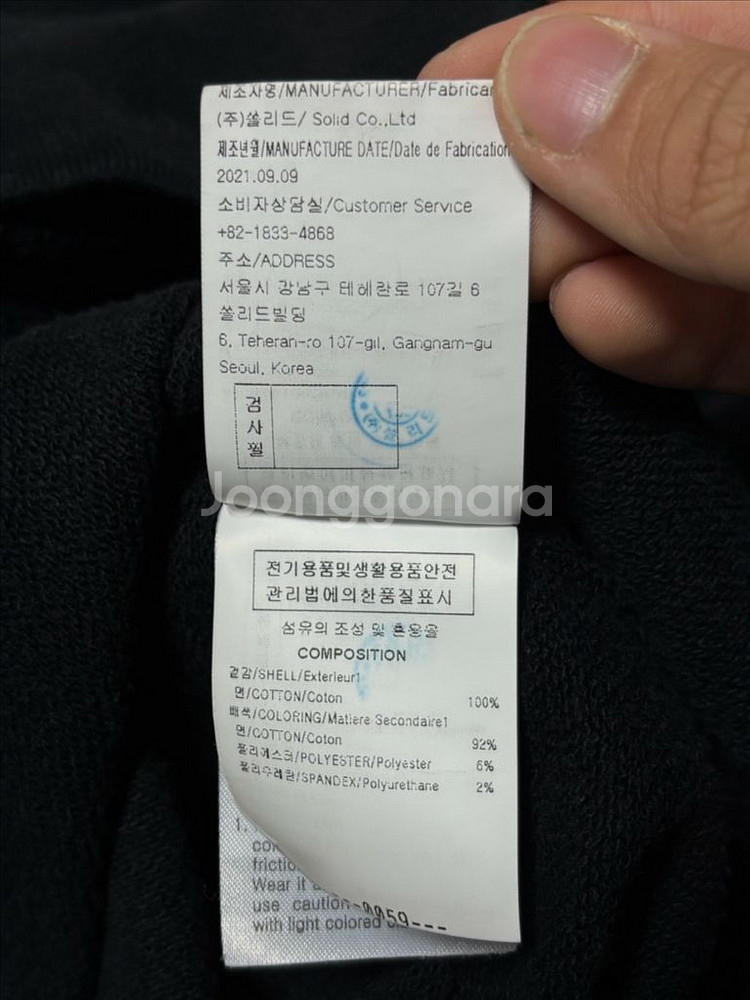 제조사명/MANUFACTURER/Fabrican
(주)쏠리드/ Solid Co.,Ltd
제조년월/MANUFACTURE DATE/Date de Fabrication
2021.09.09
소비자상담실/Customer Service
+82-1833-4868
주소/ADDRESS
서울시 강남구 테헤란로 107길 6
쏠리드빌딩
6, Teheran-ro 107-gil, Gangnam-gu
Seoul, Korea
검사필
Joonggonara
전기용품및생활용품안전
관리법에의한품질표시
섬유의 조성 및 혼용율
COMPOSITION
겉감/SHELL/Exterieur1
면/COTTON/Coton 100%
배색/COLORING/Matiere Secondaire1
면/COTTON/Coton 92%
폴리에스터/POLYESTER/Polyester 6%
폴리우레탄/SPANDEX/Polyurethane 2%
1.
frictio
Wear it
use caution
-0059---
with light colored